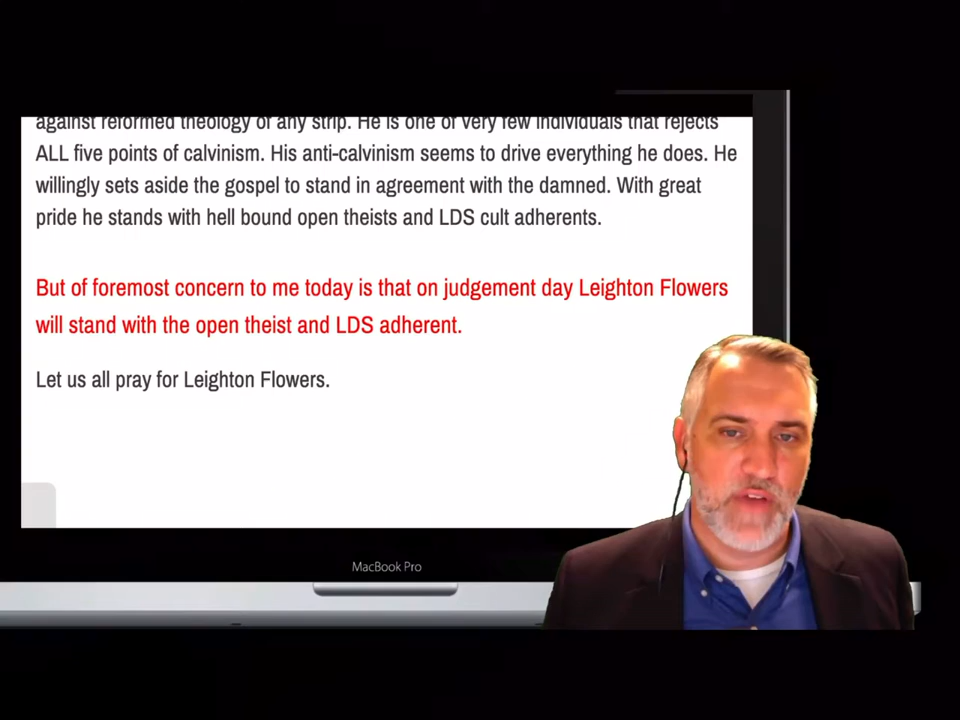 against reformed theology of any strip. He is one of very few individuals that rejects
ALL five points of calvinism. His anti-calvinism seems to drive everything he does. He
willingly sets aside the gospel to stand in agreement with the damned. With great
pride he stands with hell bound open theists and LDS cult adherents.
But of foremost concern to me today is that on judgement day Leighton Flowers
will stand with the open theist and LDS adherent.
Let us all pray for Leighton Flowers.
MacBook Pro